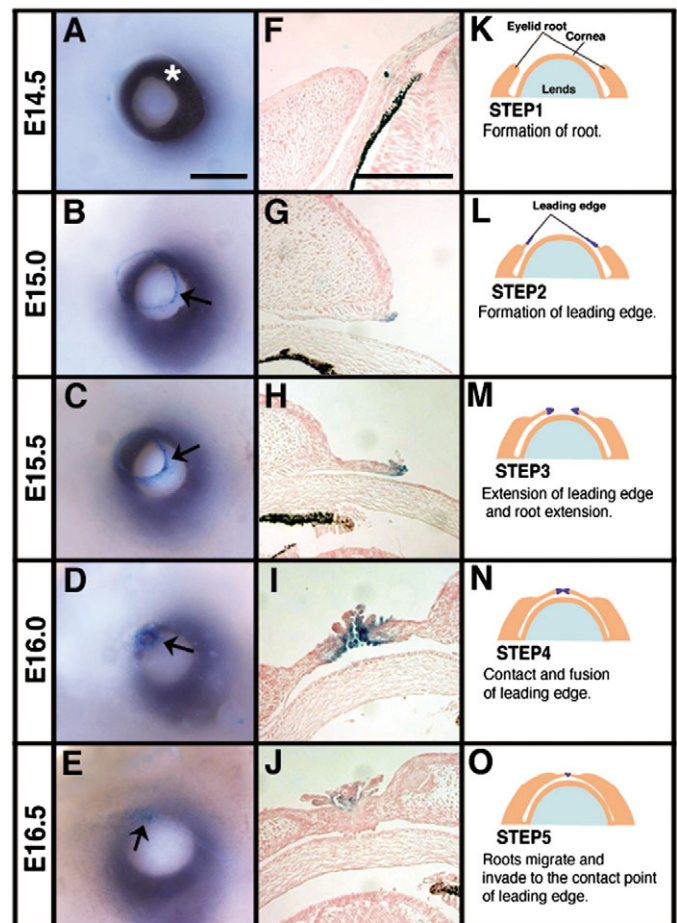 E14.5
A
*
F
K
Eyelid root
Cornea
Lends
STEP1
Formation of root.
E15.0
B
G
L
Leading edge
STEP2
Formation of leading edge.
E15.5
C
H
M
STEP3
Extension of leading edge
and root extension.
E16.0
D
I
N
STEP4
Contact and fusion
of leading edge.
E16.5
E
J
O
STEP5
Roots migrate and
invade to the contact point
of leading edge.